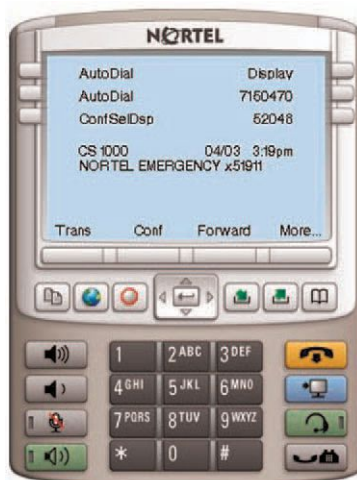 NORTEL
AutoDial Display
AutoDial 7150470
ConfSelDsp 52048
CS 1000 04/03 3:19pm
NORTEL EMERGENCY x51911
Trans Conf Forward More...
1 2 ABC 3 DEF
4 GHI 5 JKL 6 MNO
7 PQRS 8 TUV 9 WXYZ
* 0 #